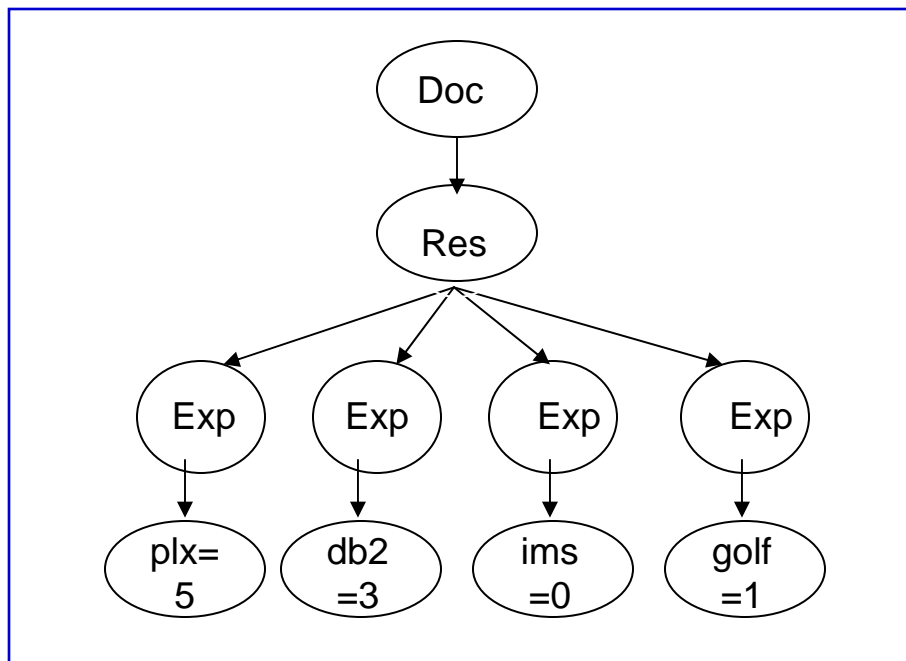 Doc
Res
Exp Exp Exp Exp
plx= db2 ims golf
5 =3 =0 =1